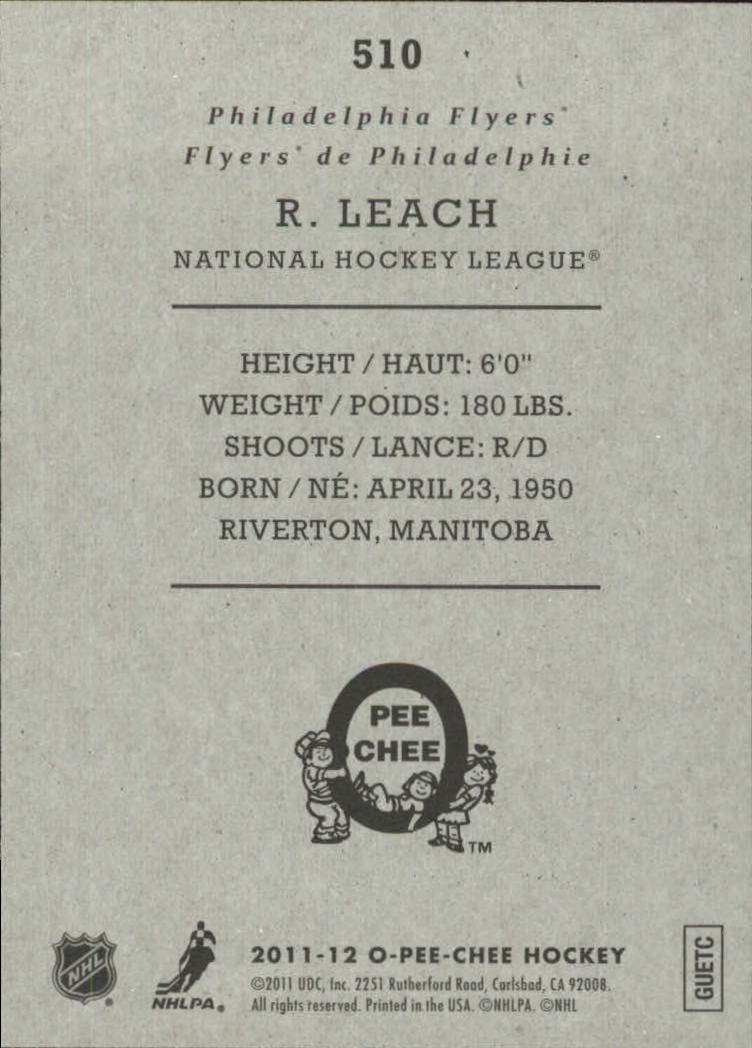 510
Philadelphia Flyers
Flyers de Philadelphie
R. LEACH
NATIONAL HOCKEY LEAGUE®
HEIGHT / HAUT: 6'0"
WEIGHT / POIDS: 180 LBS.
SHOOTS / LANCE: R/D
BORN / NÉ: APRIL 23, 1950
RIVERTON, MANITOBA
PEE
CHEE
TM
NHL
NHLPA®
2011-12 O-PEE-CHEE HOCKEY
©2011 UDC, Inc. 2251 Rutherford Road, Carlsbad, CA 92008.
All rights reserved. Printed in the USA. ©NHLPA. ©NHL
GUETC